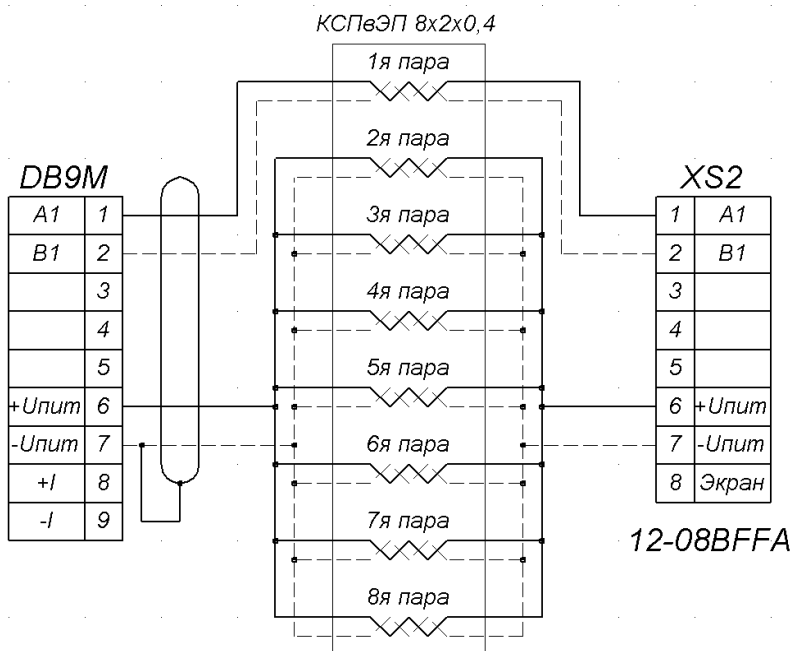 КСПвЭП 8х2х0,4
1я пара
2я пара
3я пара
4я пара
5я пара
6я пара
7я пара
8я пара
DB9M
A1 1
B1 2
3
4
5
+Uпит 6
-Uпит 7
+I 8
-I 9
XS2
1 A1
2 B1
3
4
5
6 +Uпит
7 -Uпит
8 Экран
12-08BFFA